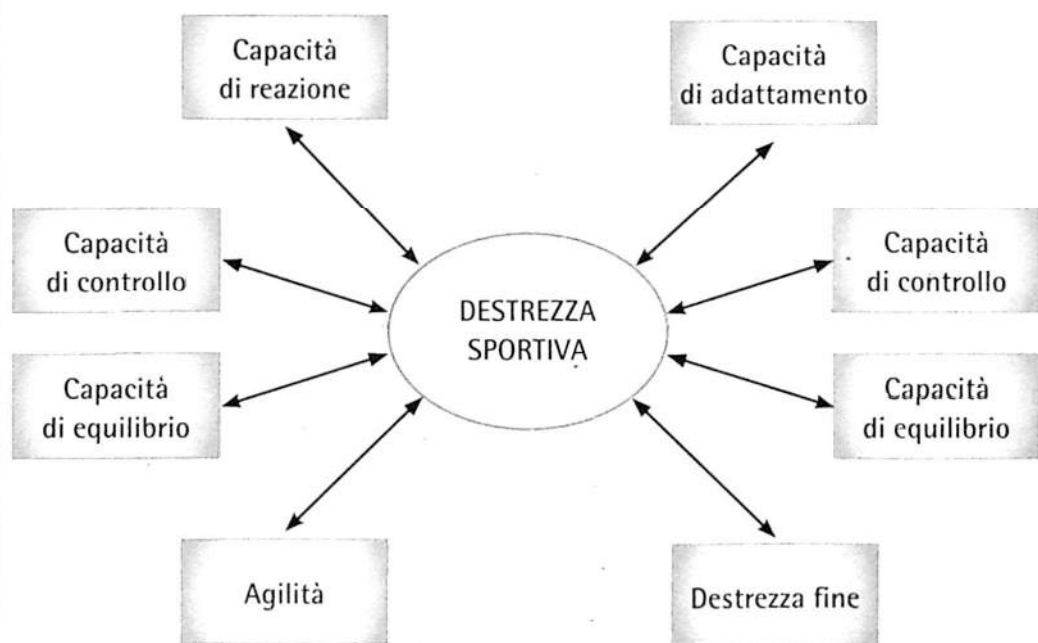 Capacità
di reazione
Capacità
di adattamento
Capacità
di controllo
Capacità
di controllo
DESTREZZA
SPORTIVA
Capacità
di equilibrio
Capacità
di equilibrio
Agilità
Destrezza fine